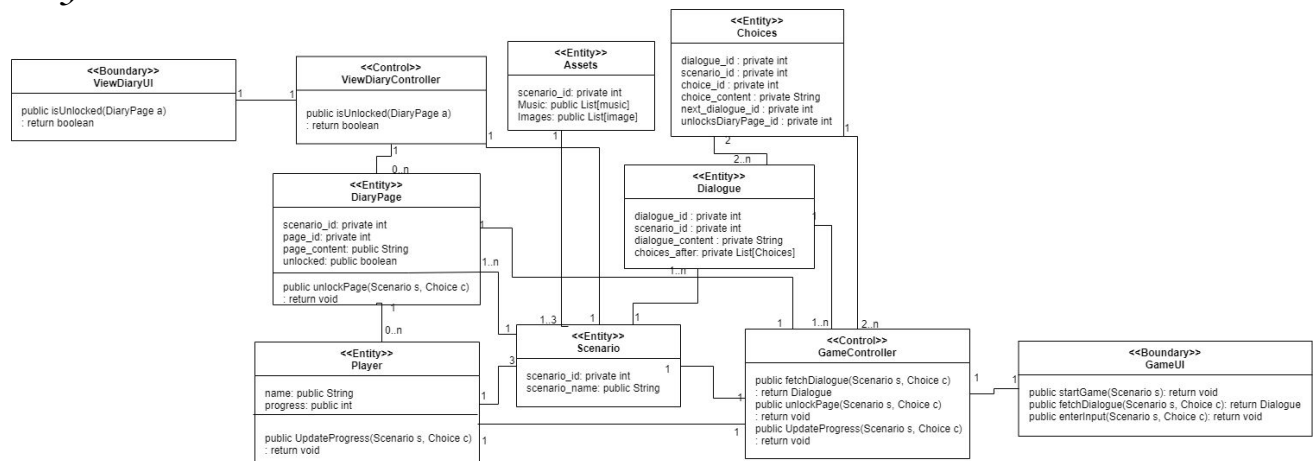 <<Boundary>>
ViewDiaryUI
public isUnlocked(DiaryPage a)
: return boolean
1
1
<<Control>>
ViewDiaryController
public isUnlocked(DiaryPage a)
: return boolean
1
1
<<Entity>>
Assets
scenario_id: private int
Music: public List[music]
Images: public List[image]
1
<<Entity>>
Choices
dialogue_id : private int
scenario_id : private int
choice_id : private int
choice_content : private String
next_dialogue_id : private int
unlocksDiaryPage_id : private int
2
1
0..n
<<Entity>>
DiaryPage
scenario_id: private int
page_id: private int
page_content: public String
unlocked: public boolean
public unlockPage(Scenario s, Choice c)
: return void
1
1..n
1
2..n
<<Entity>>
Dialogue
dialogue_id : private int
scenario_id : private int
dialogue_content : private String
choices_after: private List[Choices]
1
1..n
0..n
<<Entity>>
Player
name: public String
progress: public int
public UpdateProgress(Scenario s, Choice c)
: return void
3
1
1
1
1..3
1
1
<<Entity>>
Scenario
scenario_id: private int
scenario_name: public String
1
1
1..n
2..n
<<Control>>
GameController
public fetchDialogue(Scenario s, Choice c)
: return Dialogue
public unlockPage(Scenario s, Choice c)
: return void
public UpdateProgress(Scenario s, Choice c)
: return void
1
1
1
1
<<Boundary>>
GameUI
public startGame(Scenario s): return void
public fetchDialogue(Scenario s, Choice c): return Dialogue
public enterInput(Scenario s, Choice c): return void